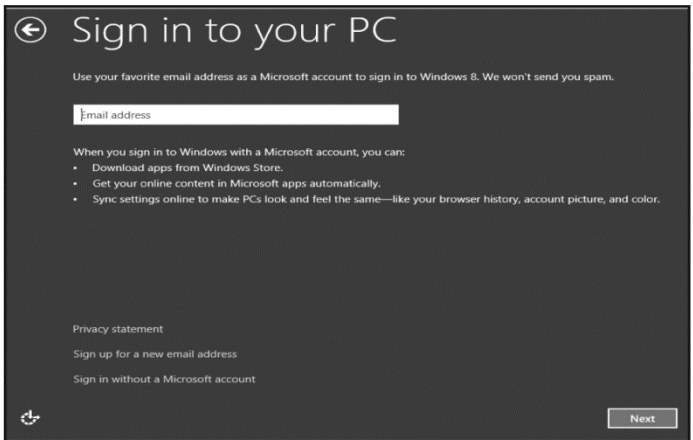 Sign in to your PC
Use your favorite email address as a Microsoft account to sign in to Windows 8. We won't send you spam.
Email address
When you sign in to Windows with a Microsoft account, you can:
• Download apps from Windows Store.
• Get your online content in Microsoft apps automatically.
• Sync settings online to make PCs look and feel the same—like your browser history, account picture, and color.
Privacy statement
Sign up for a new email address
Sign in without a Microsoft account
Next